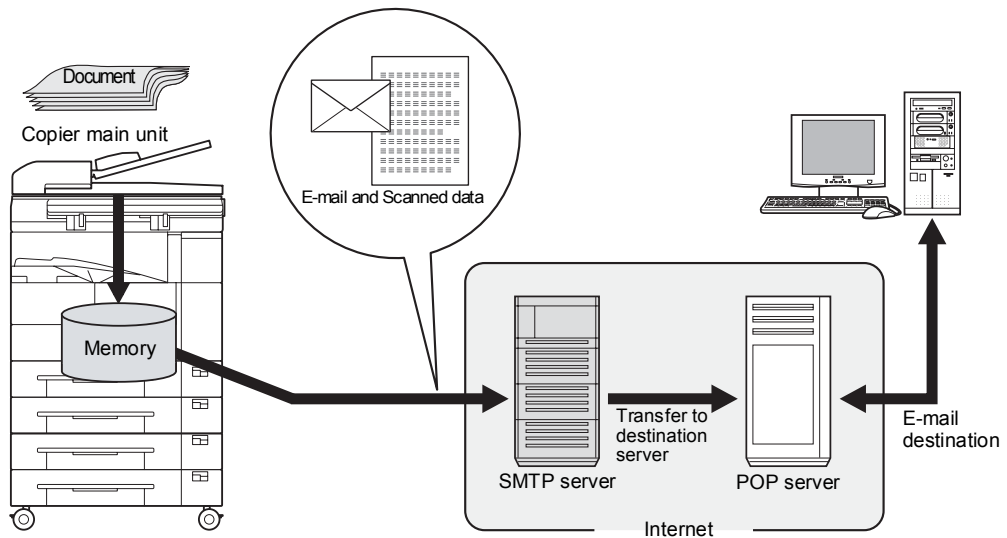 Document
Copier main unit
E-mail and Scanned data
Memory
Transfer to
destination
server
SMTP server
POP server
E-mail
destination
Internet